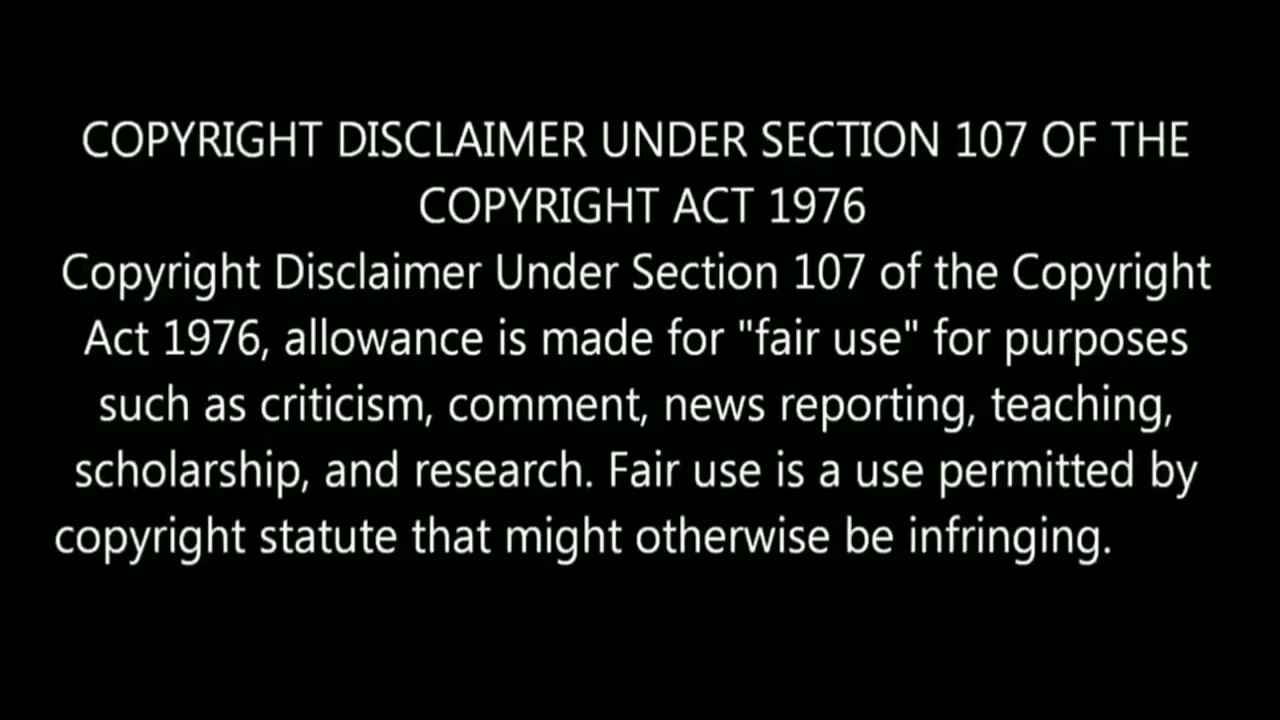 COPYRIGHT DISCLAIMER UNDER SECTION 107 OF THE
COPYRIGHT ACT 1976
Copyright Disclaimer Under Section 107 of the Copyright
Act 1976, allowance is made for "fair use" for purposes
such as criticism, comment, news reporting, teaching,
scholarship, and research. Fair use is a use permitted by
copyright statute that might otherwise be infringing.